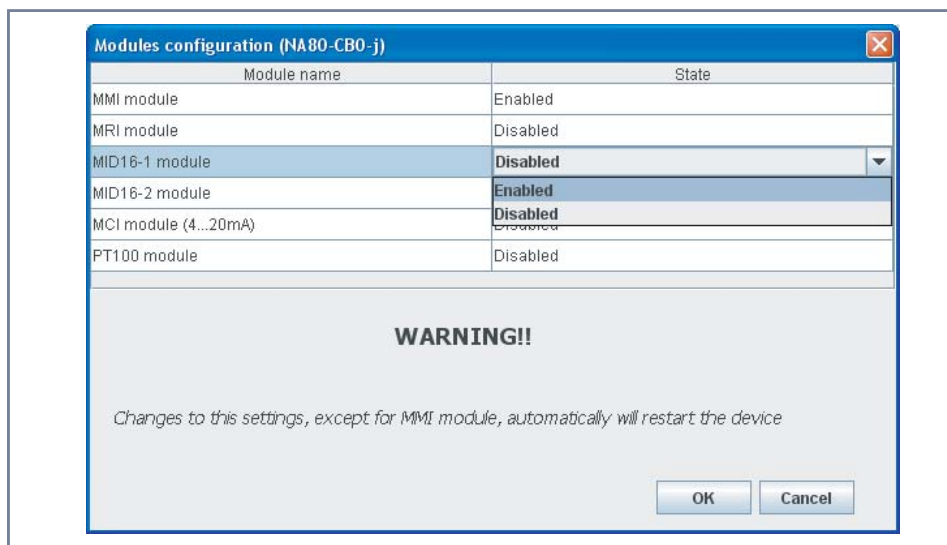 Modules configuration (NA80-CB0-j)
Module name State
MMI module Enabled
MRI module Disabled
MID16-1 module Disabled
MID16-2 module Enabled
Disabled
MCI module (4...20mA) Disabled
PT100 module Disabled
WARNING!!
Changes to this settings, except for MMI module, automatically will restart the device
OK Cancel